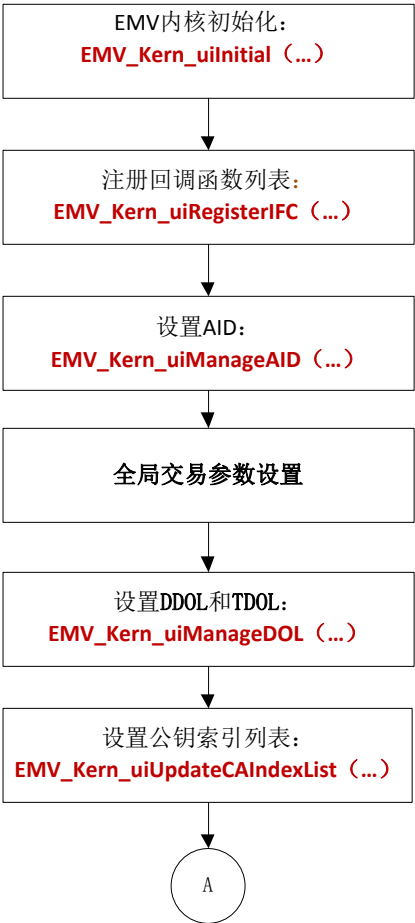 EMV内核初始化：
EMV_Kern_uiInitial（…）
注册回调函数列表：
EMV_Kern_uiRegisterIFC（…）
设置AID：
EMV_Kern_uiManageAID（…）
全局交易参数设置
设置DDOL和TDOL：
EMV_Kern_uiManageDOL（…）
设置公钥索引列表：
EMV_Kern_uiUpdateCAIndexList（…）
A